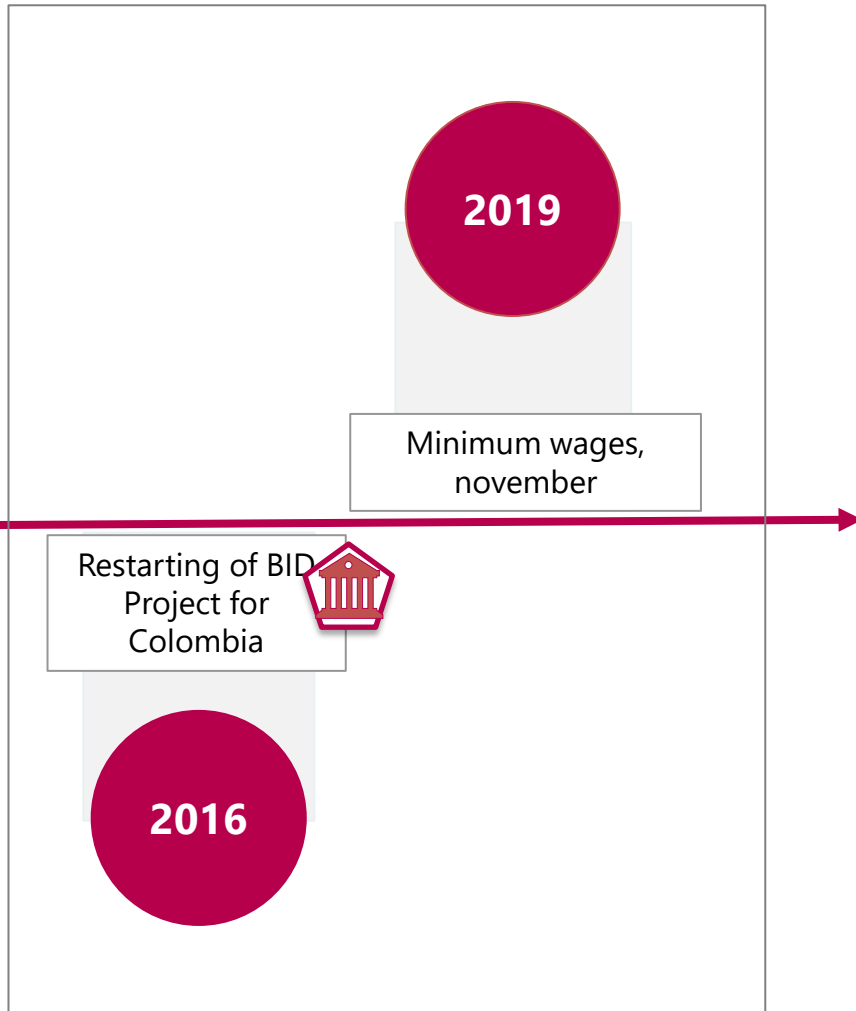 2019
Minimum wages,
november
Restarting of BID
Project for
Colombia
2016